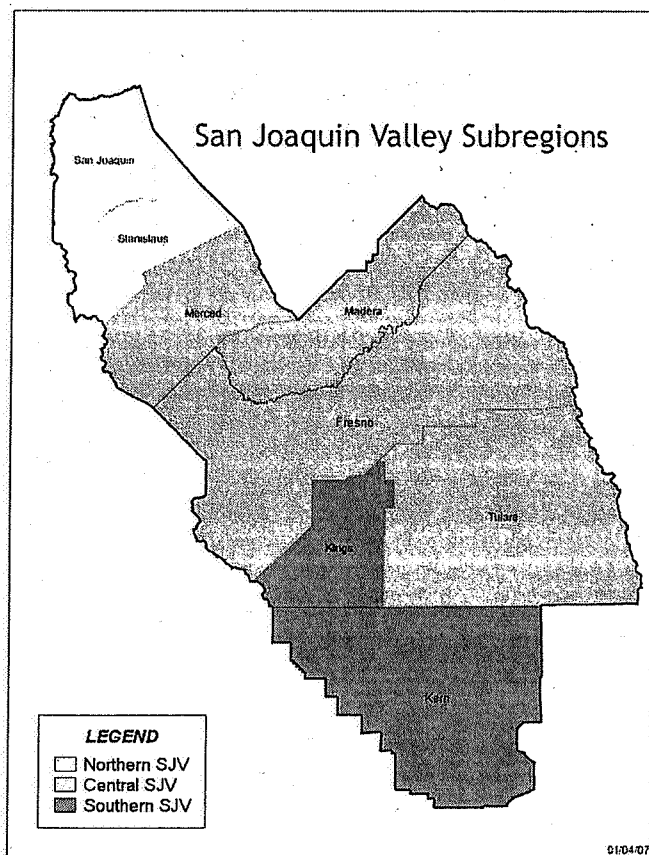 San Joaquin Valley Subregions
San Joaquin
Stanislaus
Merced
Madera
Fresno
Tulare
Kings
Kern
LEGEND
Northern SJV
Central SJV
Southern SJV
01/04/07